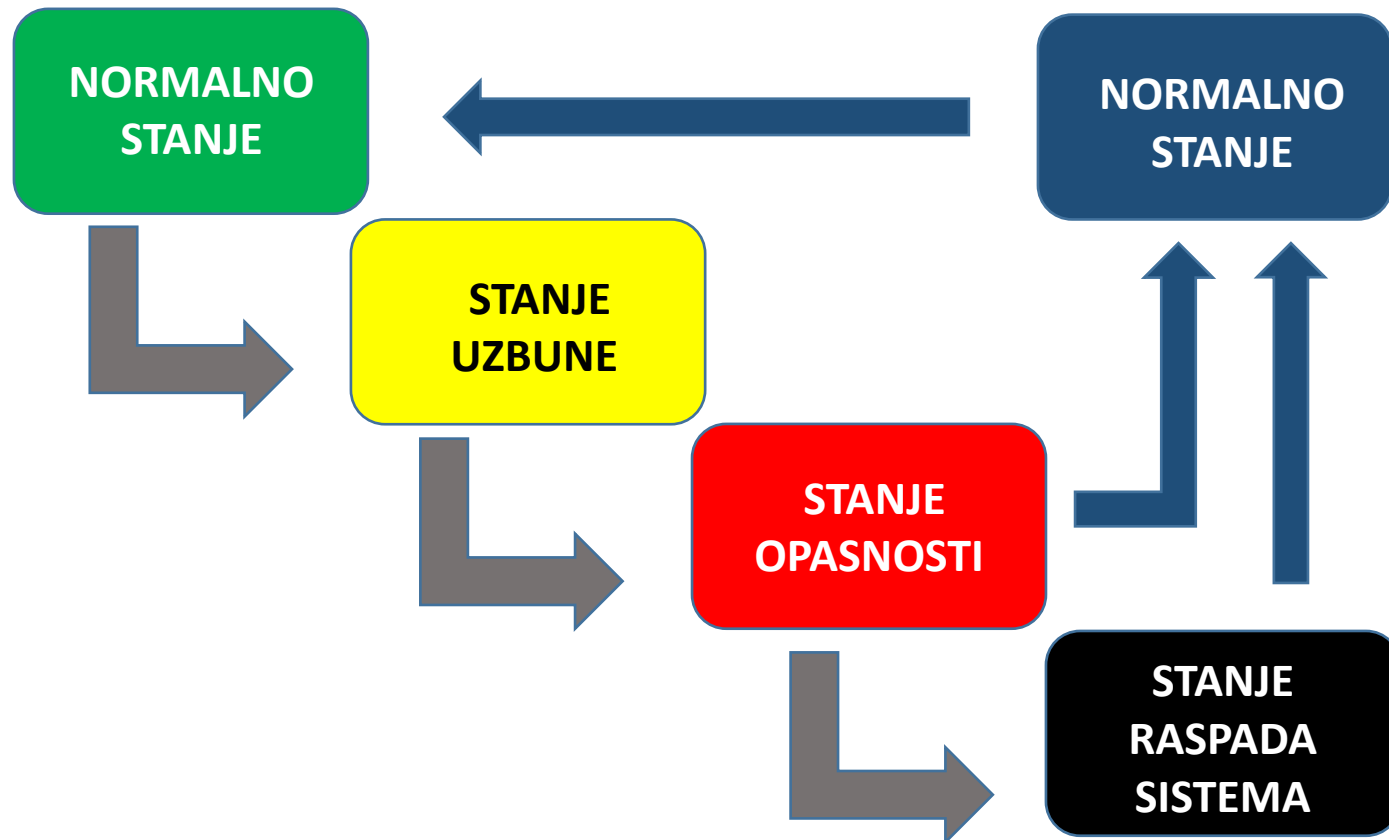 NORMALNO
STANJE
NORMALNO
STANJE
STANJE
UZBUNE
STANJE
OPASNOSTI
STANJE
RASPADA
SISTEMA